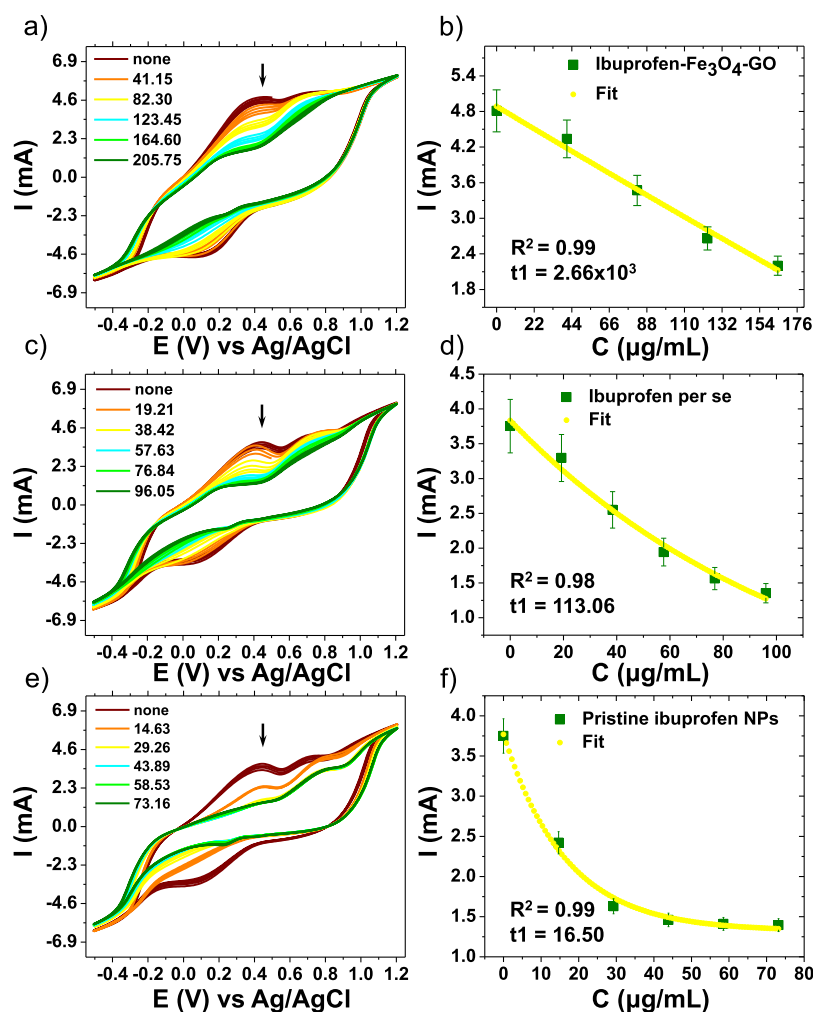 a)
I (mA)
6.9
4.6
2.3
0.0
-2.3
-4.6
-6.9
none
41.15
82.30
123.45
164.60
205.75
-0.4 -0.2 0.0 0.2 0.4 0.6 0.8 1.0 1.2
E (V) vs Ag/AgCl
b)
I (mA)
5.4
4.8
4.2
3.6
3.0
2.4
1.8
Ibuprofen-Fe₃O₄-GO
Fit
R² = 0.99
t1 = 2.66x10³
0 22 44 66 88 110 132 154 176
C (µg/mL)
c)
I (mA)
6.9
4.6
2.3
0.0
-2.3
-4.6
-6.9
none
19.21
38.42
57.63
76.84
96.05
-0.4 -0.2 0.0 0.2 0.4 0.6 0.8 1.0 1.2
E (V) vs Ag/AgCl
d)
I (mA)
4.5
4.0
3.5
3.0
2.5
2.0
1.5
1.0
Ibuprofen per se
Fit
R² = 0.98
t1 = 113.06
0 20 40 60 80 100
C (µg/mL)
e)
I (mA)
6.9
4.6
2.3
0.0
-2.3
-4.6
-6.9
none
14.63
29.26
43.89
58.53
73.16
-0.4 -0.2 0.0 0.2 0.4 0.6 0.8 1.0 1.2
E (V) vs Ag/AgCl
f)
I (mA)
4.0
3.5
3.0
2.5
2.0
1.5
1.0
Pristine ibuprofen NPs
Fit
R² = 0.99
t1 = 16.50
0 10 20 30 40 50 60 70 80
C (µg/mL)